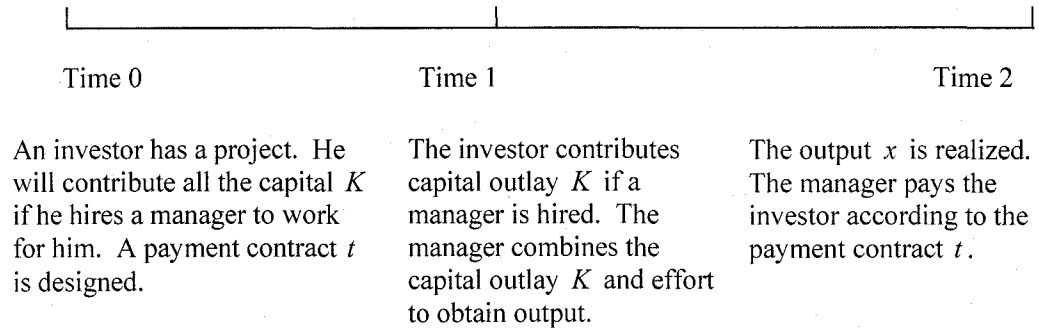 Time 0
Time 1
Time 2
An investor has a project. He
will contribute all the capital K
if he hires a manager to work
for him. A payment contract t
is designed.
The investor contributes
capital outlay K if a
manager is hired. The
manager combines the
capital outlay K and effort
to obtain output.
The output x is realized.
The manager pays the
investor according to the
payment contract t.